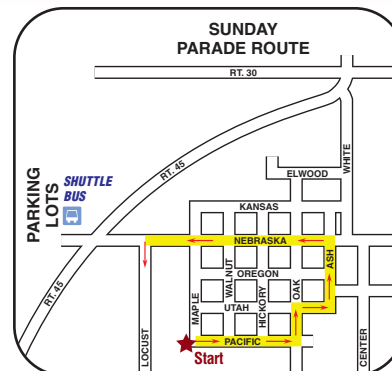 SUNDAY
PARADE ROUTE
RT. 30
RT. 45
WHITE
ELWOOD
PARKING
LOTS
SHUTTLE
BUS
KANSAS
NEBRASKA
WALNUT
OREGON
ASH
MAPLE
UTAH
HICKORY
OAK
RT. 45
LOCUST
PACIFIC
CENTER
Start